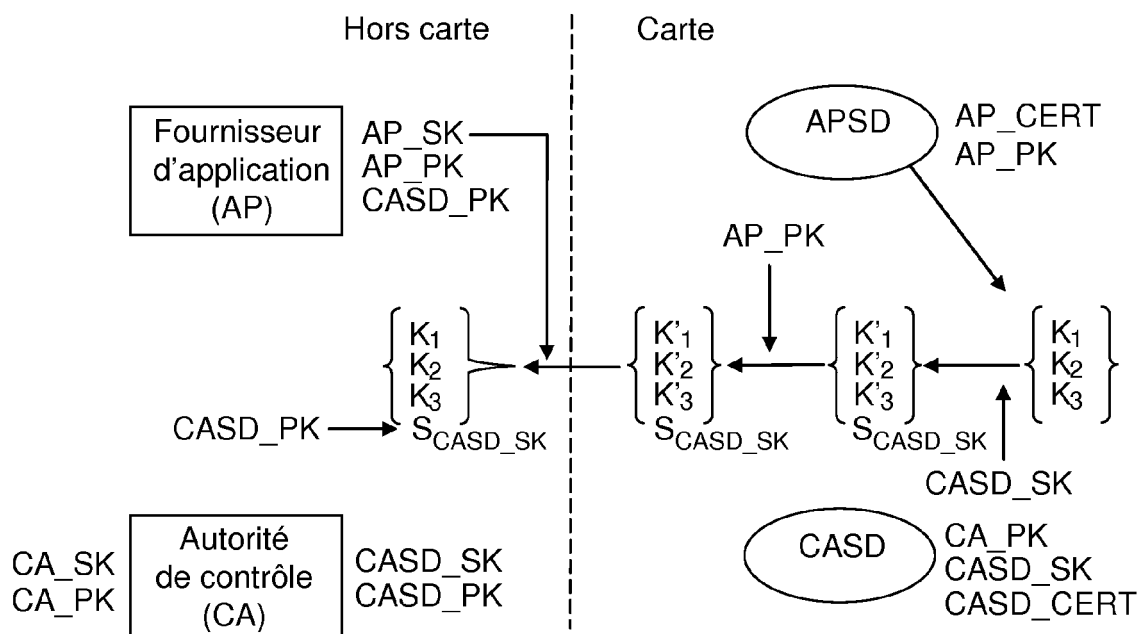 Hors carte
Carte
Fournisseur
d'application
(AP)
AP_SK
AP_PK
CASD_PK
APSD
AP_CERT
AP_PK
AP_PK
K1
K2
K3
SCASD_SK
CASD_PK
K'1
K'2
K'3
SCASD_SK
K'1
K'2
K'3
SCASD_SK
K1
K2
K3
CASD_SK
CA_SK
CA_PK
Autorité
de contrôle
(CA)
CASD_SK
CASD_PK
CASD
CA_PK
CASD_SK
CASD_CERT